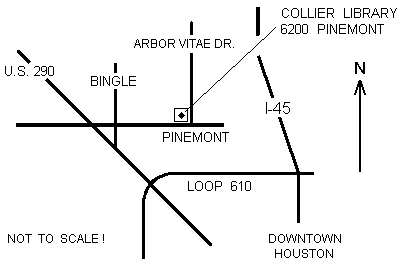 COLLIER LIBRARY
6200 PINEMONT
ARBOR VITAE DR.
U.S. 290
BINGLE
N
I-45
PINEMONT
LOOP 610
NOT TO SCALE!
DOWNTOWN
HOUSTON